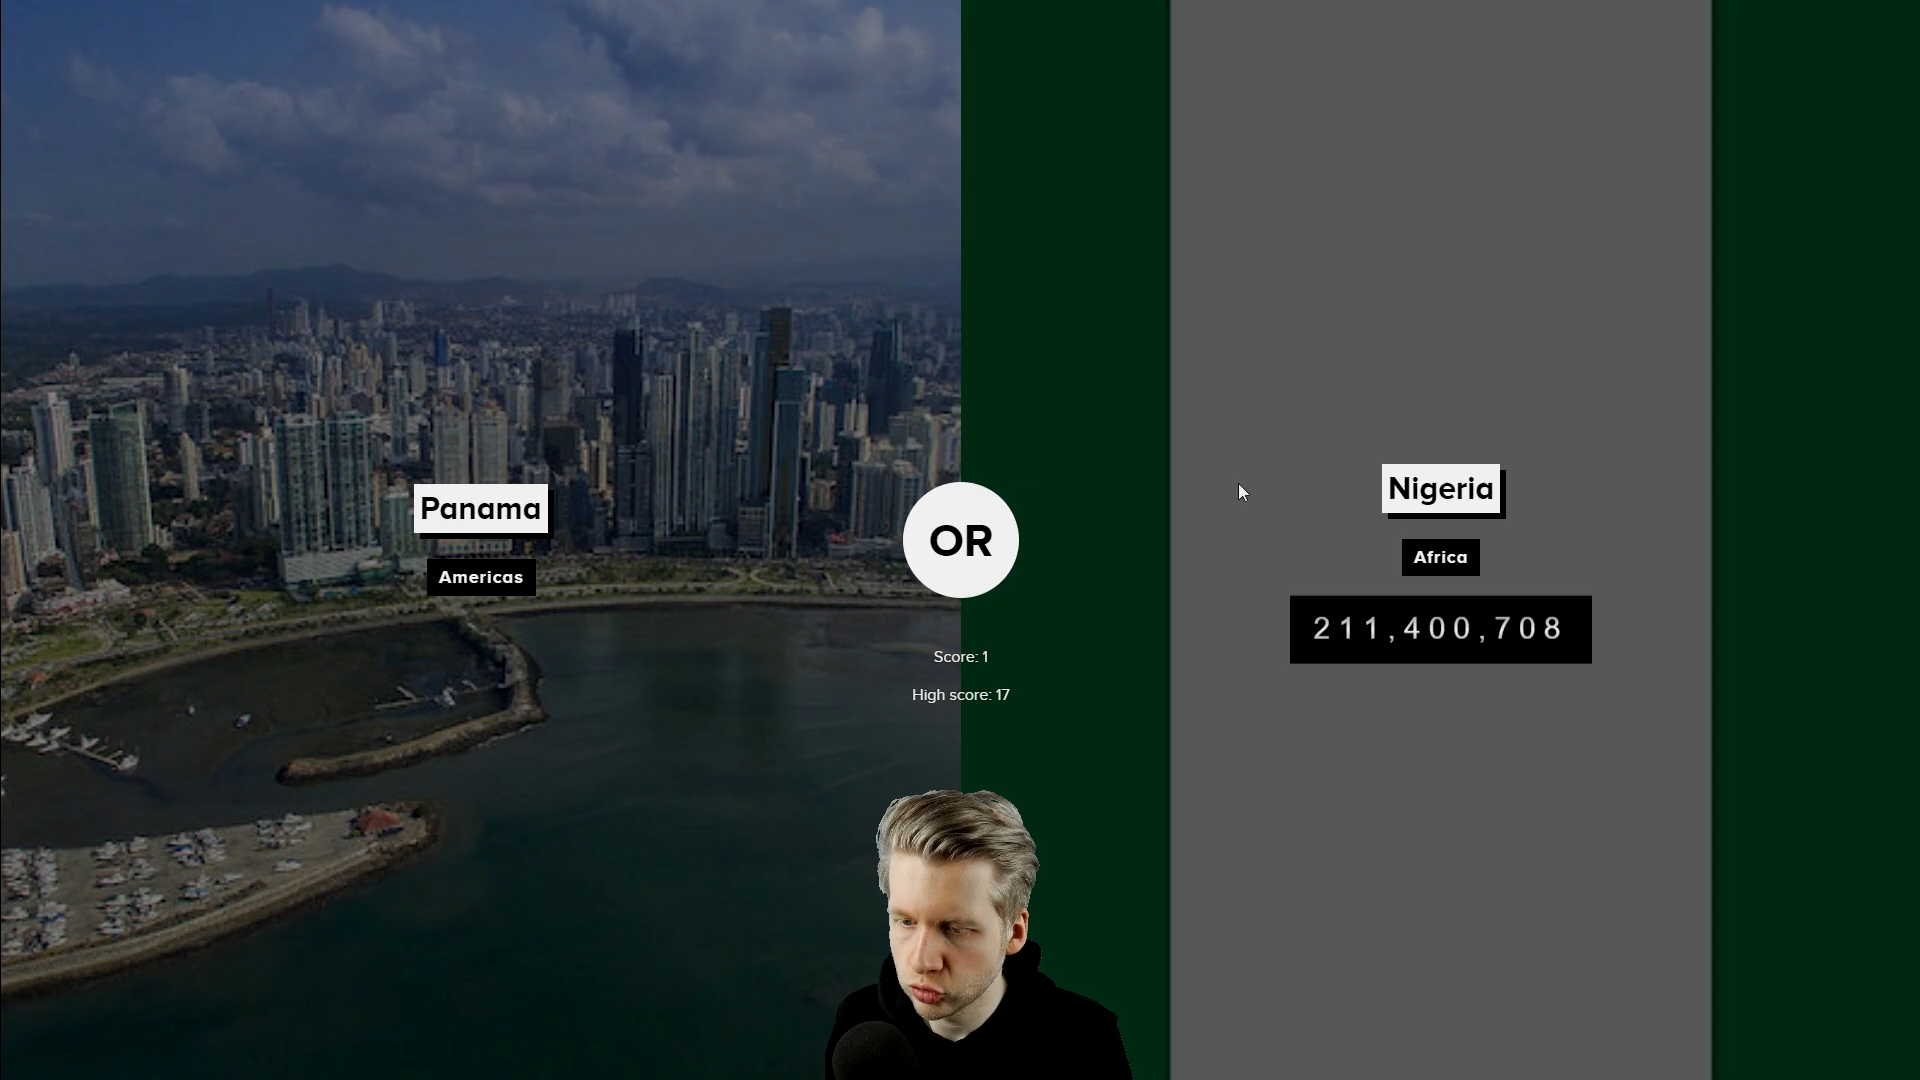 Panama
Americas
OR
Score: 1
High score: 17
Nigeria
Africa
211,400,708